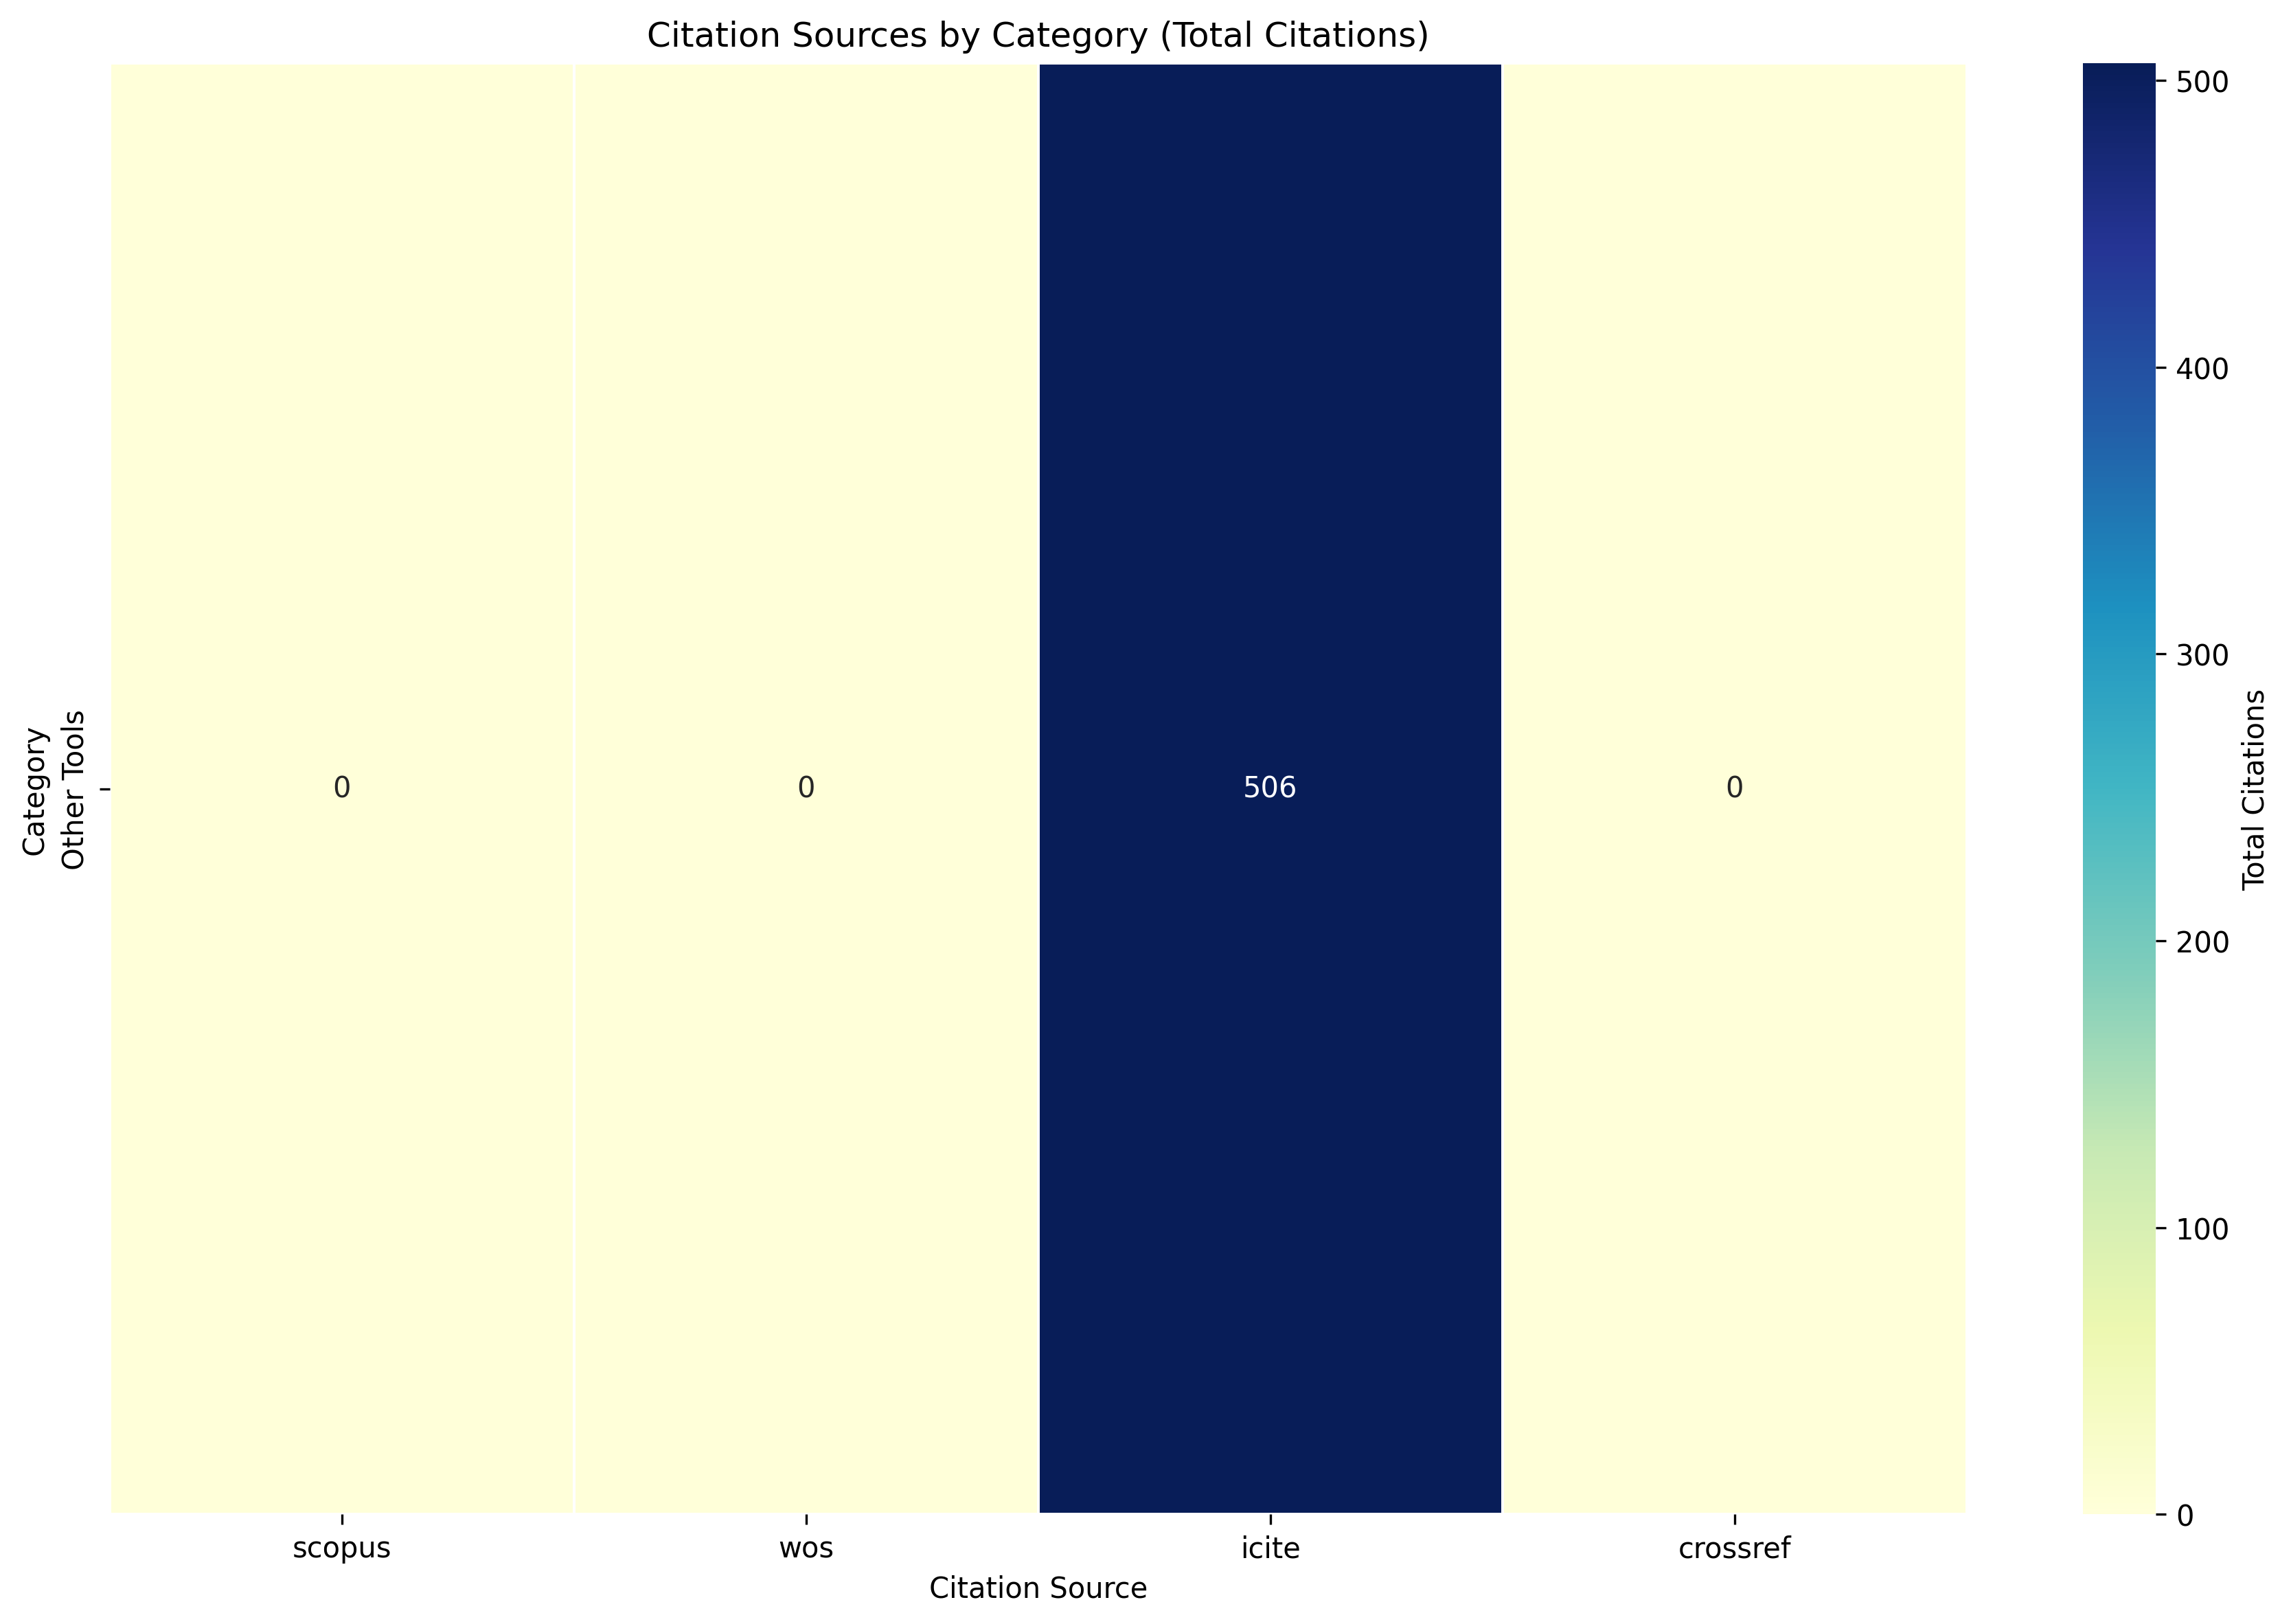 Citation Sources by Category (Total Citations)
Category
Other Tools
0
0
506
0
scopus
wos
icite
crossref
Citation Source
500
400
300
200
100
0
Total Citations